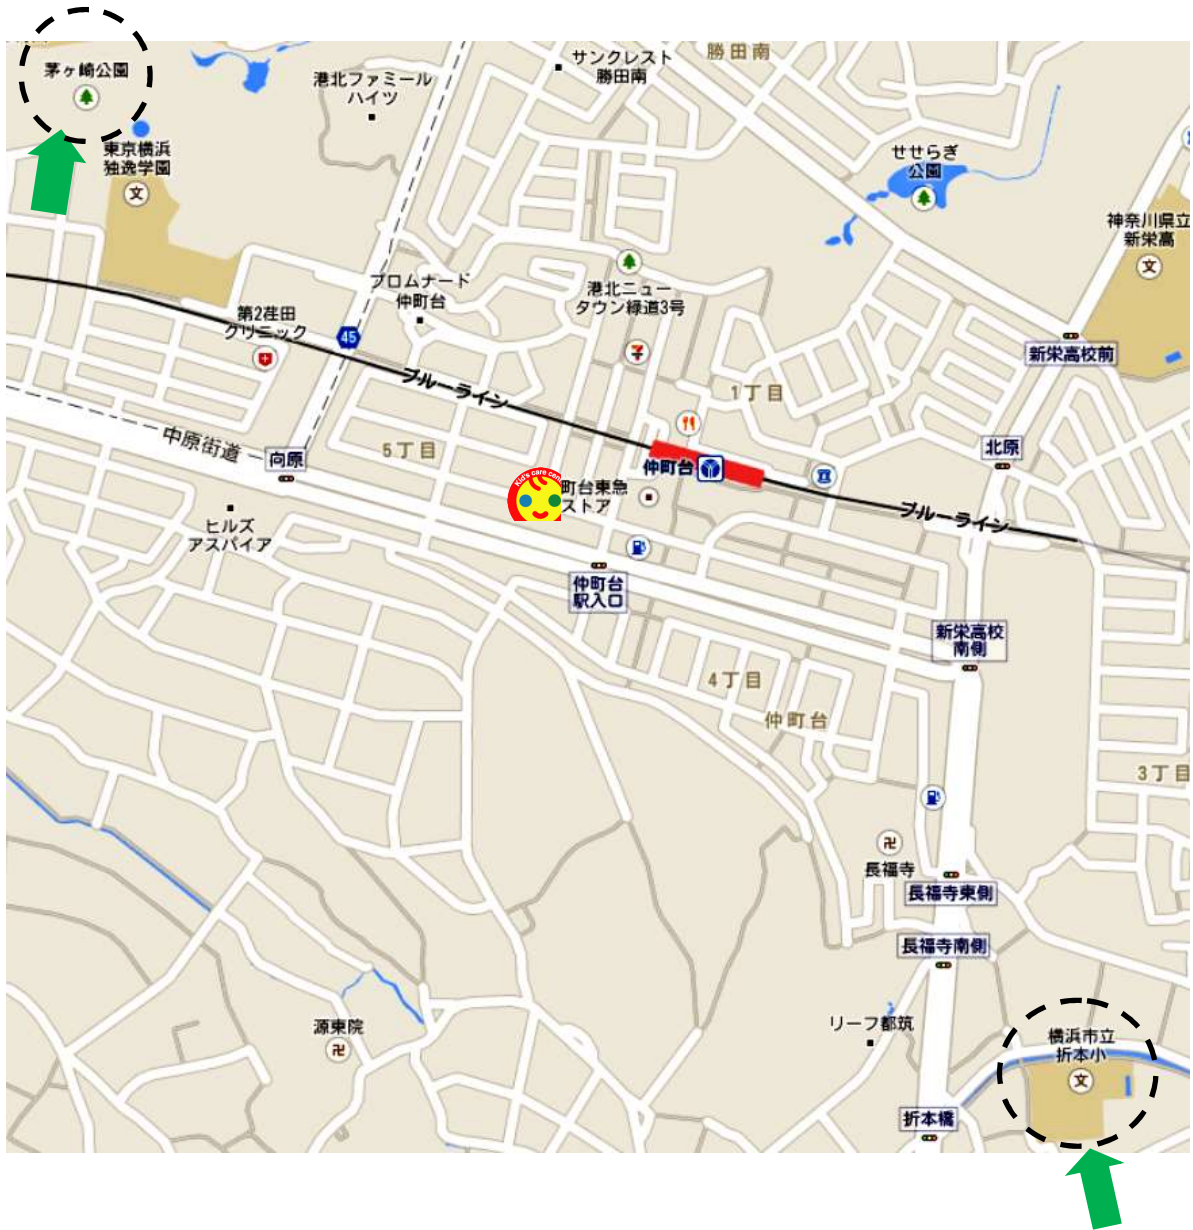 茅ヶ崎公園
東京横浜
独逸学園
文
港北ファミール
ハイツ
サンクレスト
勝田南
勝田南
せせらぎ
公園
神奈川県立
新栄高
文
プロムナード
仲町台
港北ニュー
タウン緑道3号
第2荏田
クリニック
45
ブルーライン
1丁目
新栄高校前
中原街道
向原
5丁目
Kid's care cen
町台東急
ストア
仲町台
北原
ブルーライン
ヒルズ
アスパイア
仲町台
駅入口
新栄高校
南側
4丁目
仲町台
3丁目
卍
長福寺
長福寺東側
長福寺南側
源東院
卍
リーフ都筑
横浜市立
折本小
文
折本橋